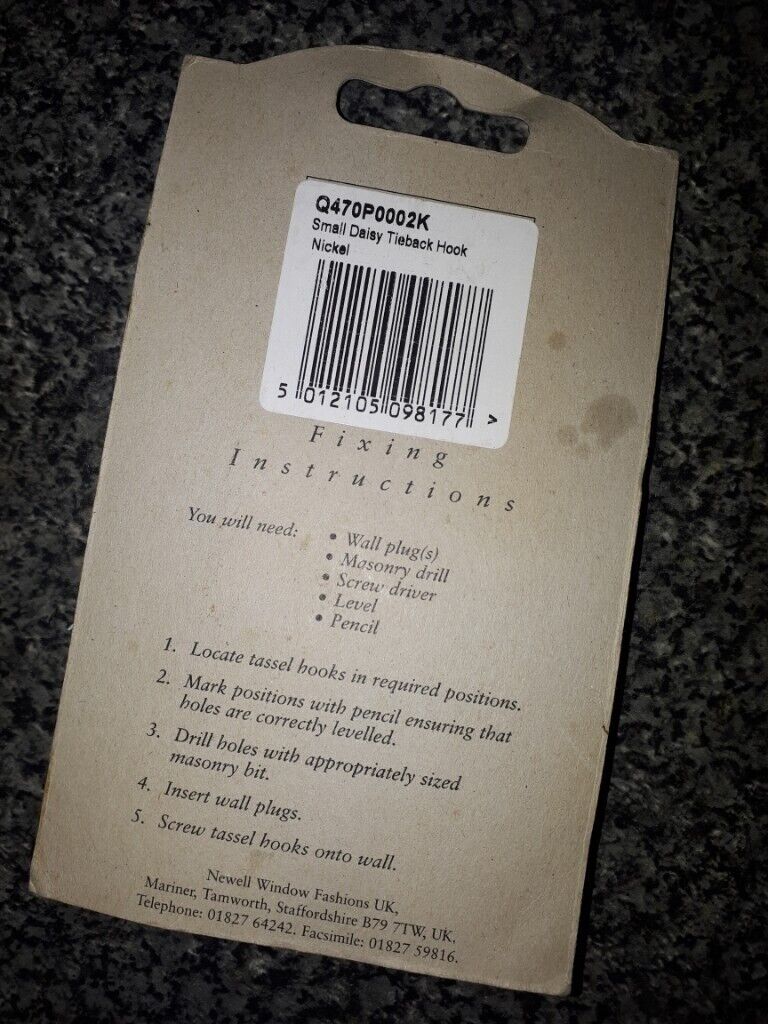 Q470P0002K
Small Daisy Tieback Hook
Nickel
5 012105 098177 >
Fixing
Instructions
You will need:
• Wall plug(s)
• Masonry drill
• Screw driver
• Level
• Pencil
1. Locate tassel hooks in required positions.
2. Mark positions with pencil ensuring that
holes are correctly levelled.
3. Drill holes with appropriately sized
masonry bit.
4. Insert wall plugs.
5. Screw tassel hooks onto wall.
Newell Window Fashions UK,
Mariner, Tamworth, Staffordshire B79 7TW, UK.
Telephone: 01827 64242. Facsimile: 01827 59816.